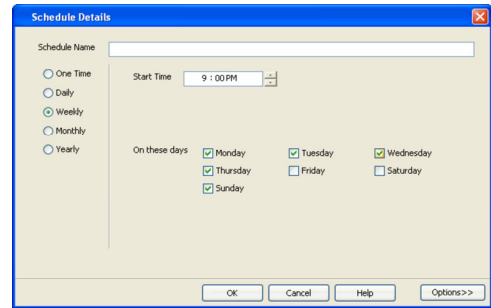 Schedule Details
Schedule Name
One Time
Start Time
9 : 00 PM
Daily
Weekly
Monthly
Yearly
On these days
Monday
Tuesday
Wednesday
Thursday
Friday
Saturday
Sunday
OK
Cancel
Help
Options>>